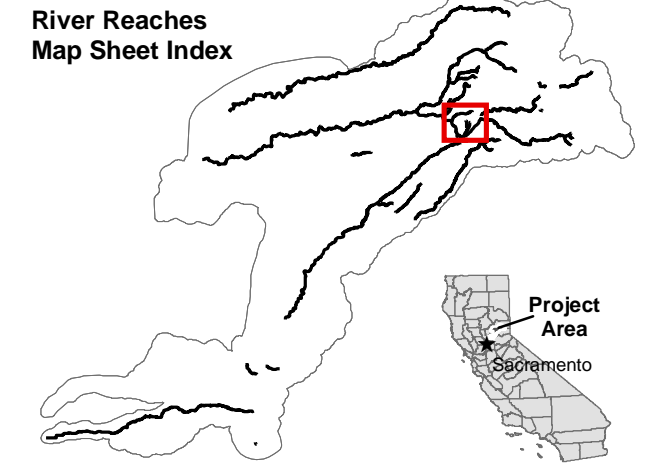 River Reaches
Map Sheet Index
Project
Area
Sacramento